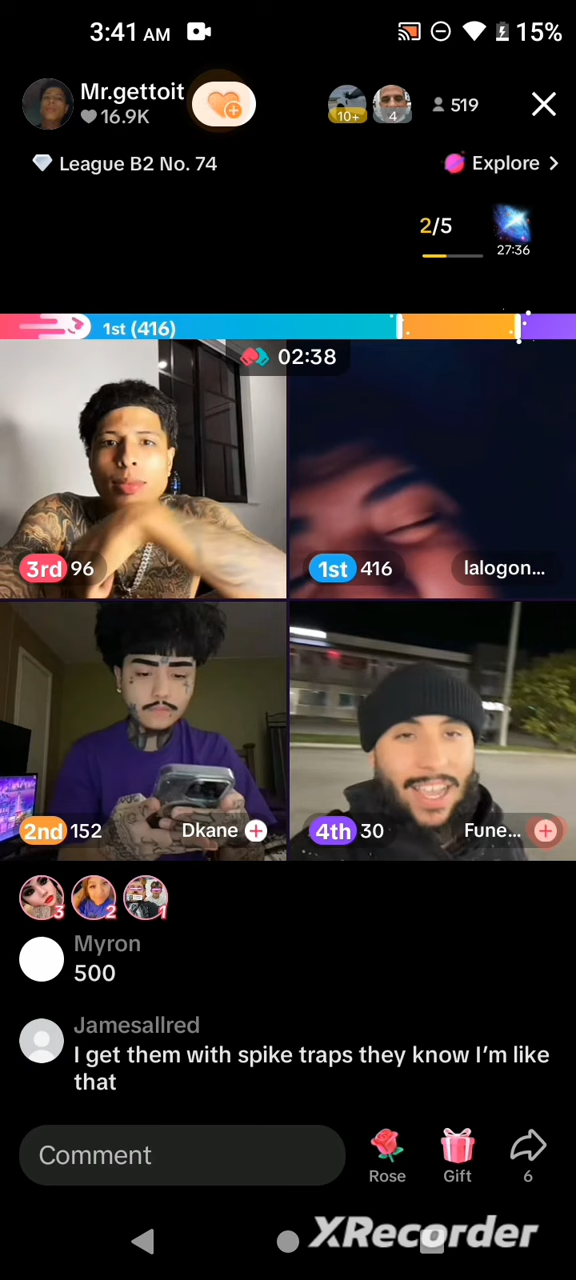 3:41 AM
15%
Mr.gettoit
16.9K
10+
4
519
League B2 No. 74
Explore >
2/5
27:36
1st (416)
02:38
3rd 96
1st 416
lalogon...
2nd 152
Dkane
4th 30
Fune...
3
2
1
Myron
500
Jamesallred
I get them with spike traps they know I’m like
that
Comment
Rose
Gift
6
XRecorder